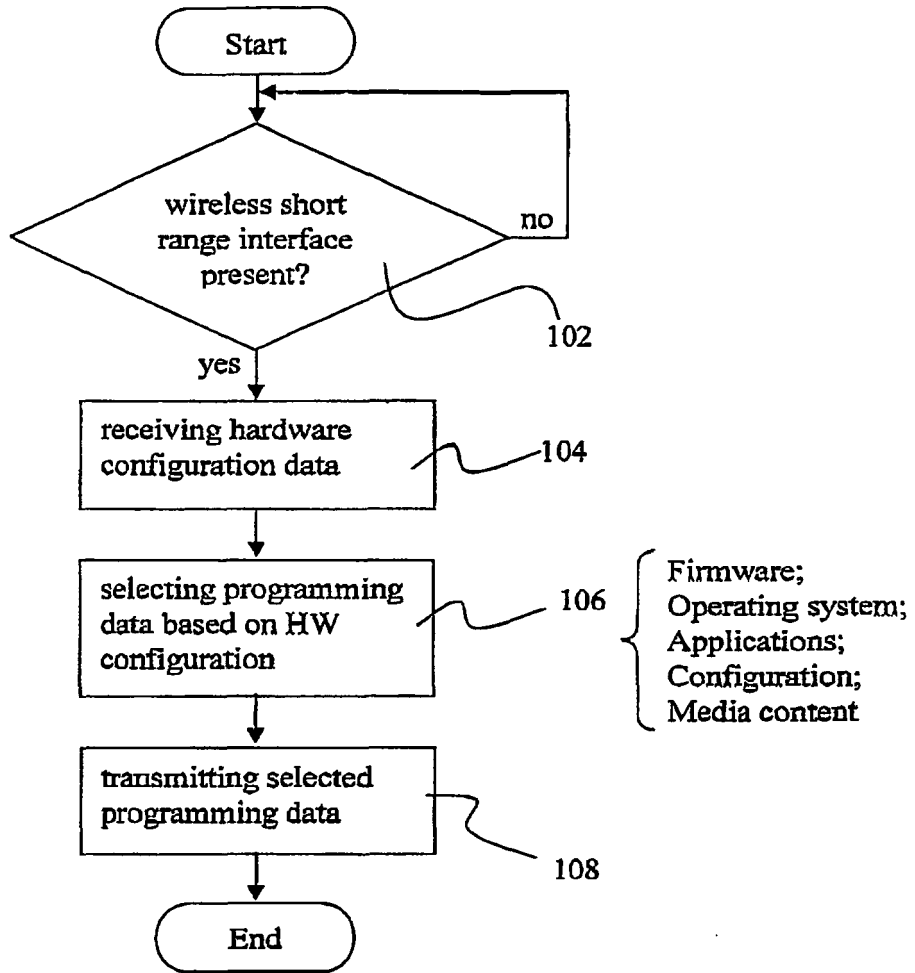 Start
wireless short
range interface
present?
no
102
yes
receiving hardware
configuration data
104
selecting programming
data based on HW
configuration
106
Firmware;
Operating system;
Applications;
Configuration;
Media content
transmitting selected
programming data
108
End